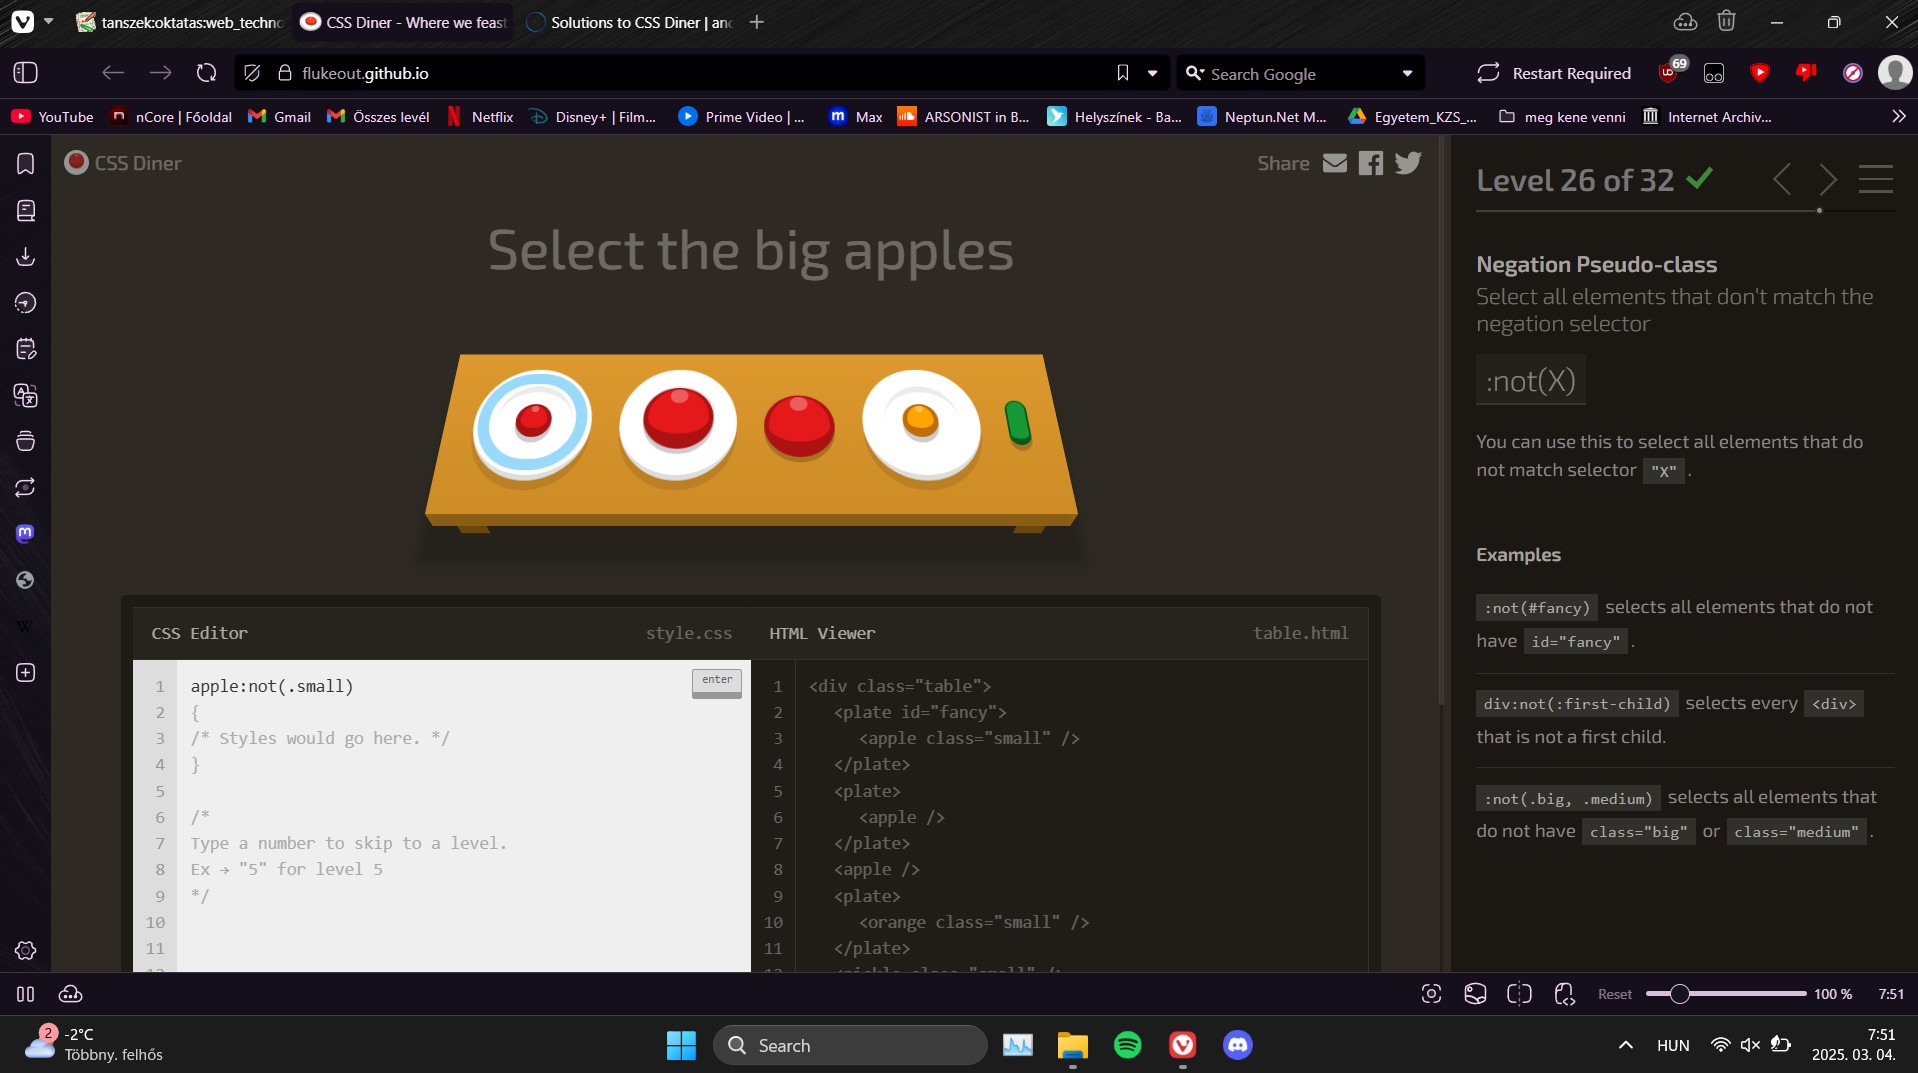 tanszek:oktatas:web_techno
CSS Diner - Where we feast
Solutions to CSS Diner | an
flukeout.github.io
Search Google
Restart Required
69
YouTube
nCore | Főoldal
Gmail
Összes levél
Netflix
Disney+ | Film...
Prime Video | ...
Max
ARSONIST in B...
Helyszínek - Ba...
Neptun.Net M...
Egyetem_KZS_...
meg kene venni
Internet Archiv...
CSS Diner
Share
Level 26 of 32
Select the big apples
Negation Pseudo-class
Select all elements that don't match the
negation selector
:not(X)
You can use this to select all elements that do
not match selector "X" .
Examples
:not(#fancy) selects all elements that do not
have id="fancy" .
div:not(:first-child) selects every <div>
that is not a first child.
:not(.big, .medium) selects all elements that
do not have class="big" or class="medium" .
CSS Editor
style.css
HTML Viewer
table.html
enter
1 apple:not(.small)
2 {
3 /* Styles would go here. */
4 }
5
6 /*
7 Type a number to skip to a level.
8 Ex → "5" for level 5
9 */
10
11
12
1 <div class="table">
2 <plate id="fancy">
3 <apple class="small" />
4 </plate>
5 <plate>
6 <apple />
7 </plate>
8 <apple />
9 <plate>
10 <orange class="small" />
11 </plate>
12 <pickle class="small" />
W
Reset
100 %
7:51
2
-2°C
Többny. felhős
Search
HUN
7:51
2025. 03. 04.